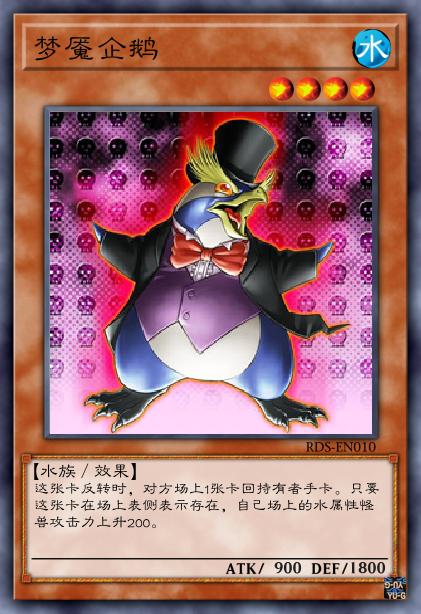 梦魇企鹅
水
RDS-EN010
【水族／效果】
这张卡反转时，对方场上1张卡回持有者手卡。只要
这张卡在场上表侧表示存在，自己场上的水属性怪
兽攻击力上升200。
ATK/ 900 DEF/1800